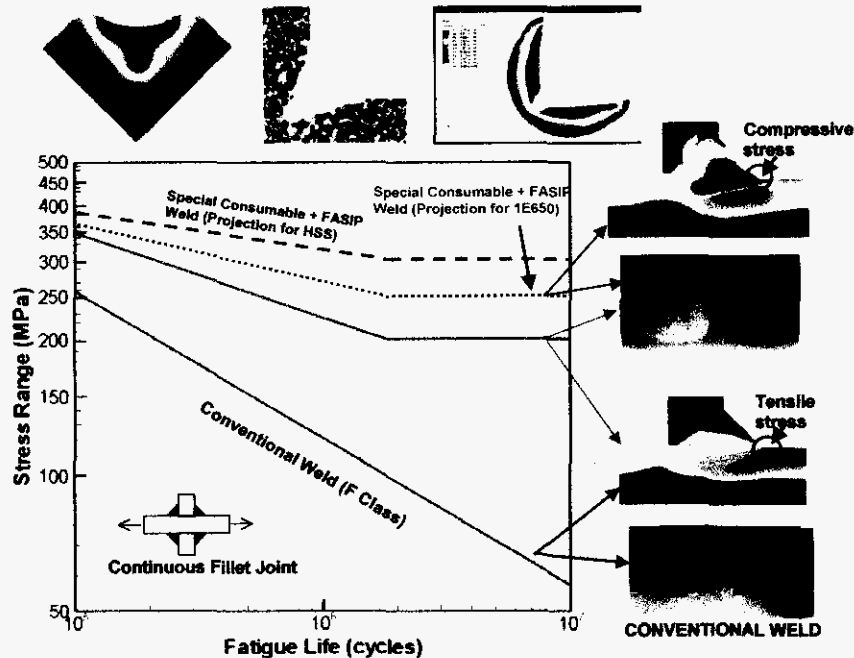 Compressive
stress
500
450
400
350
300
250
200
150
100
50
Stress Range (MPa)
Special Consumable + FASIP
Weld (Projection for HSS)
Special Consumable + FASIP
Weld (Projection for 1E650)
Conventional Weld (F Class)
Continuous Fillet Joint
Tensile
stress
10⁶
Fatigue Life (cycles)
CONVENTIONAL WELD